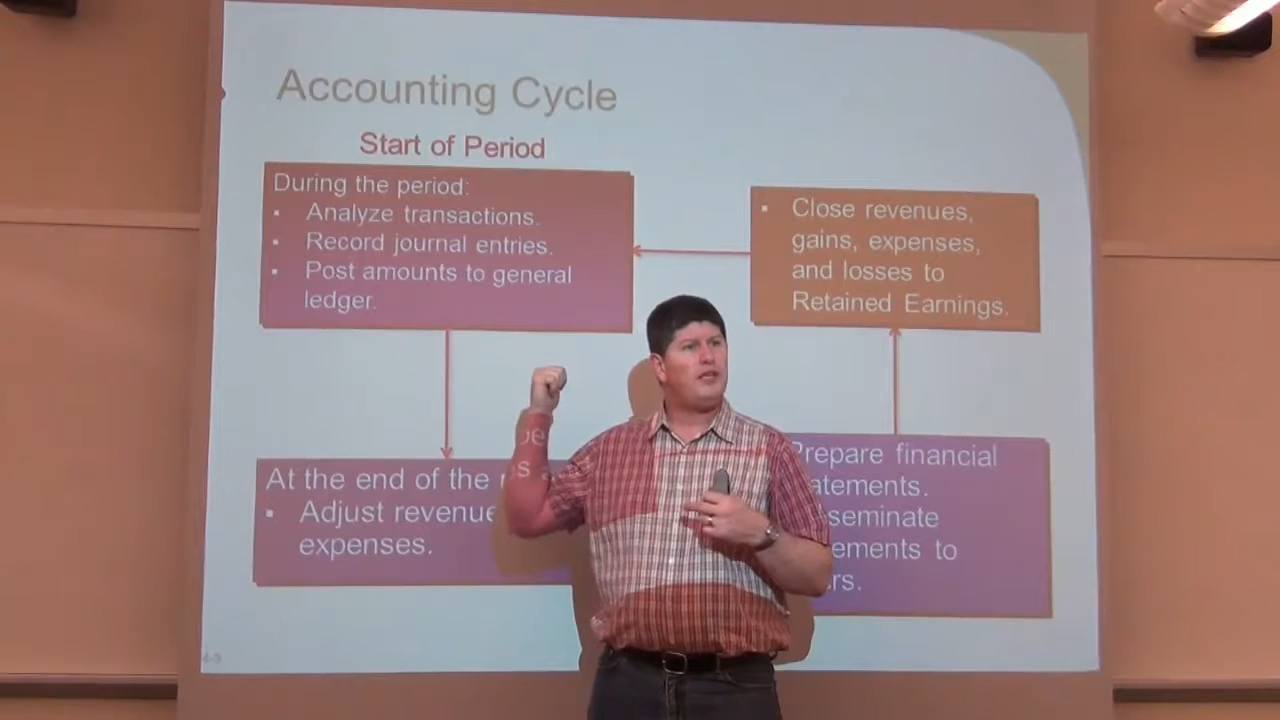 Accounting Cycle
Start of Period
During the period:
▪ Analyze transactions.
▪ Record journal entries.
▪ Post amounts to general
ledger.
▪ Close revenues,
gains, expenses,
and losses to
Retained Earnings.
At the end of the
▪ Adjust revenue
expenses.
Prepare financial
atements.
seminate
ements to
rs.
4-3